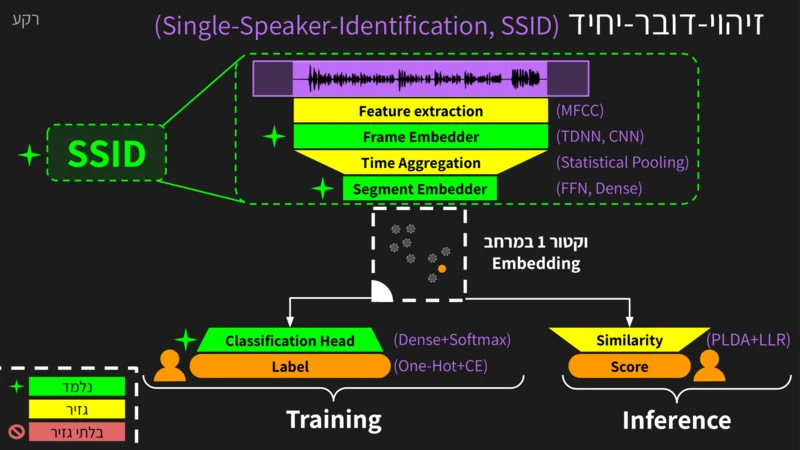 רקע
זיהוי-דובר-יחיד (Single-Speaker-Identification, SSID)
SSID
Feature extraction (MFCC)
Frame Embedder (TDNN, CNN)
Time Aggregation (Statistical Pooling)
Segment Embedder (FFN, Dense)
וקטור 1 במרחב
Embedding
Classification Head (Dense+Softmax)
Label (One-Hot+CE)
Training
Similarity (PLDA+LLR)
Score
Inference
נלמד
גזיר
בלתי גזיר